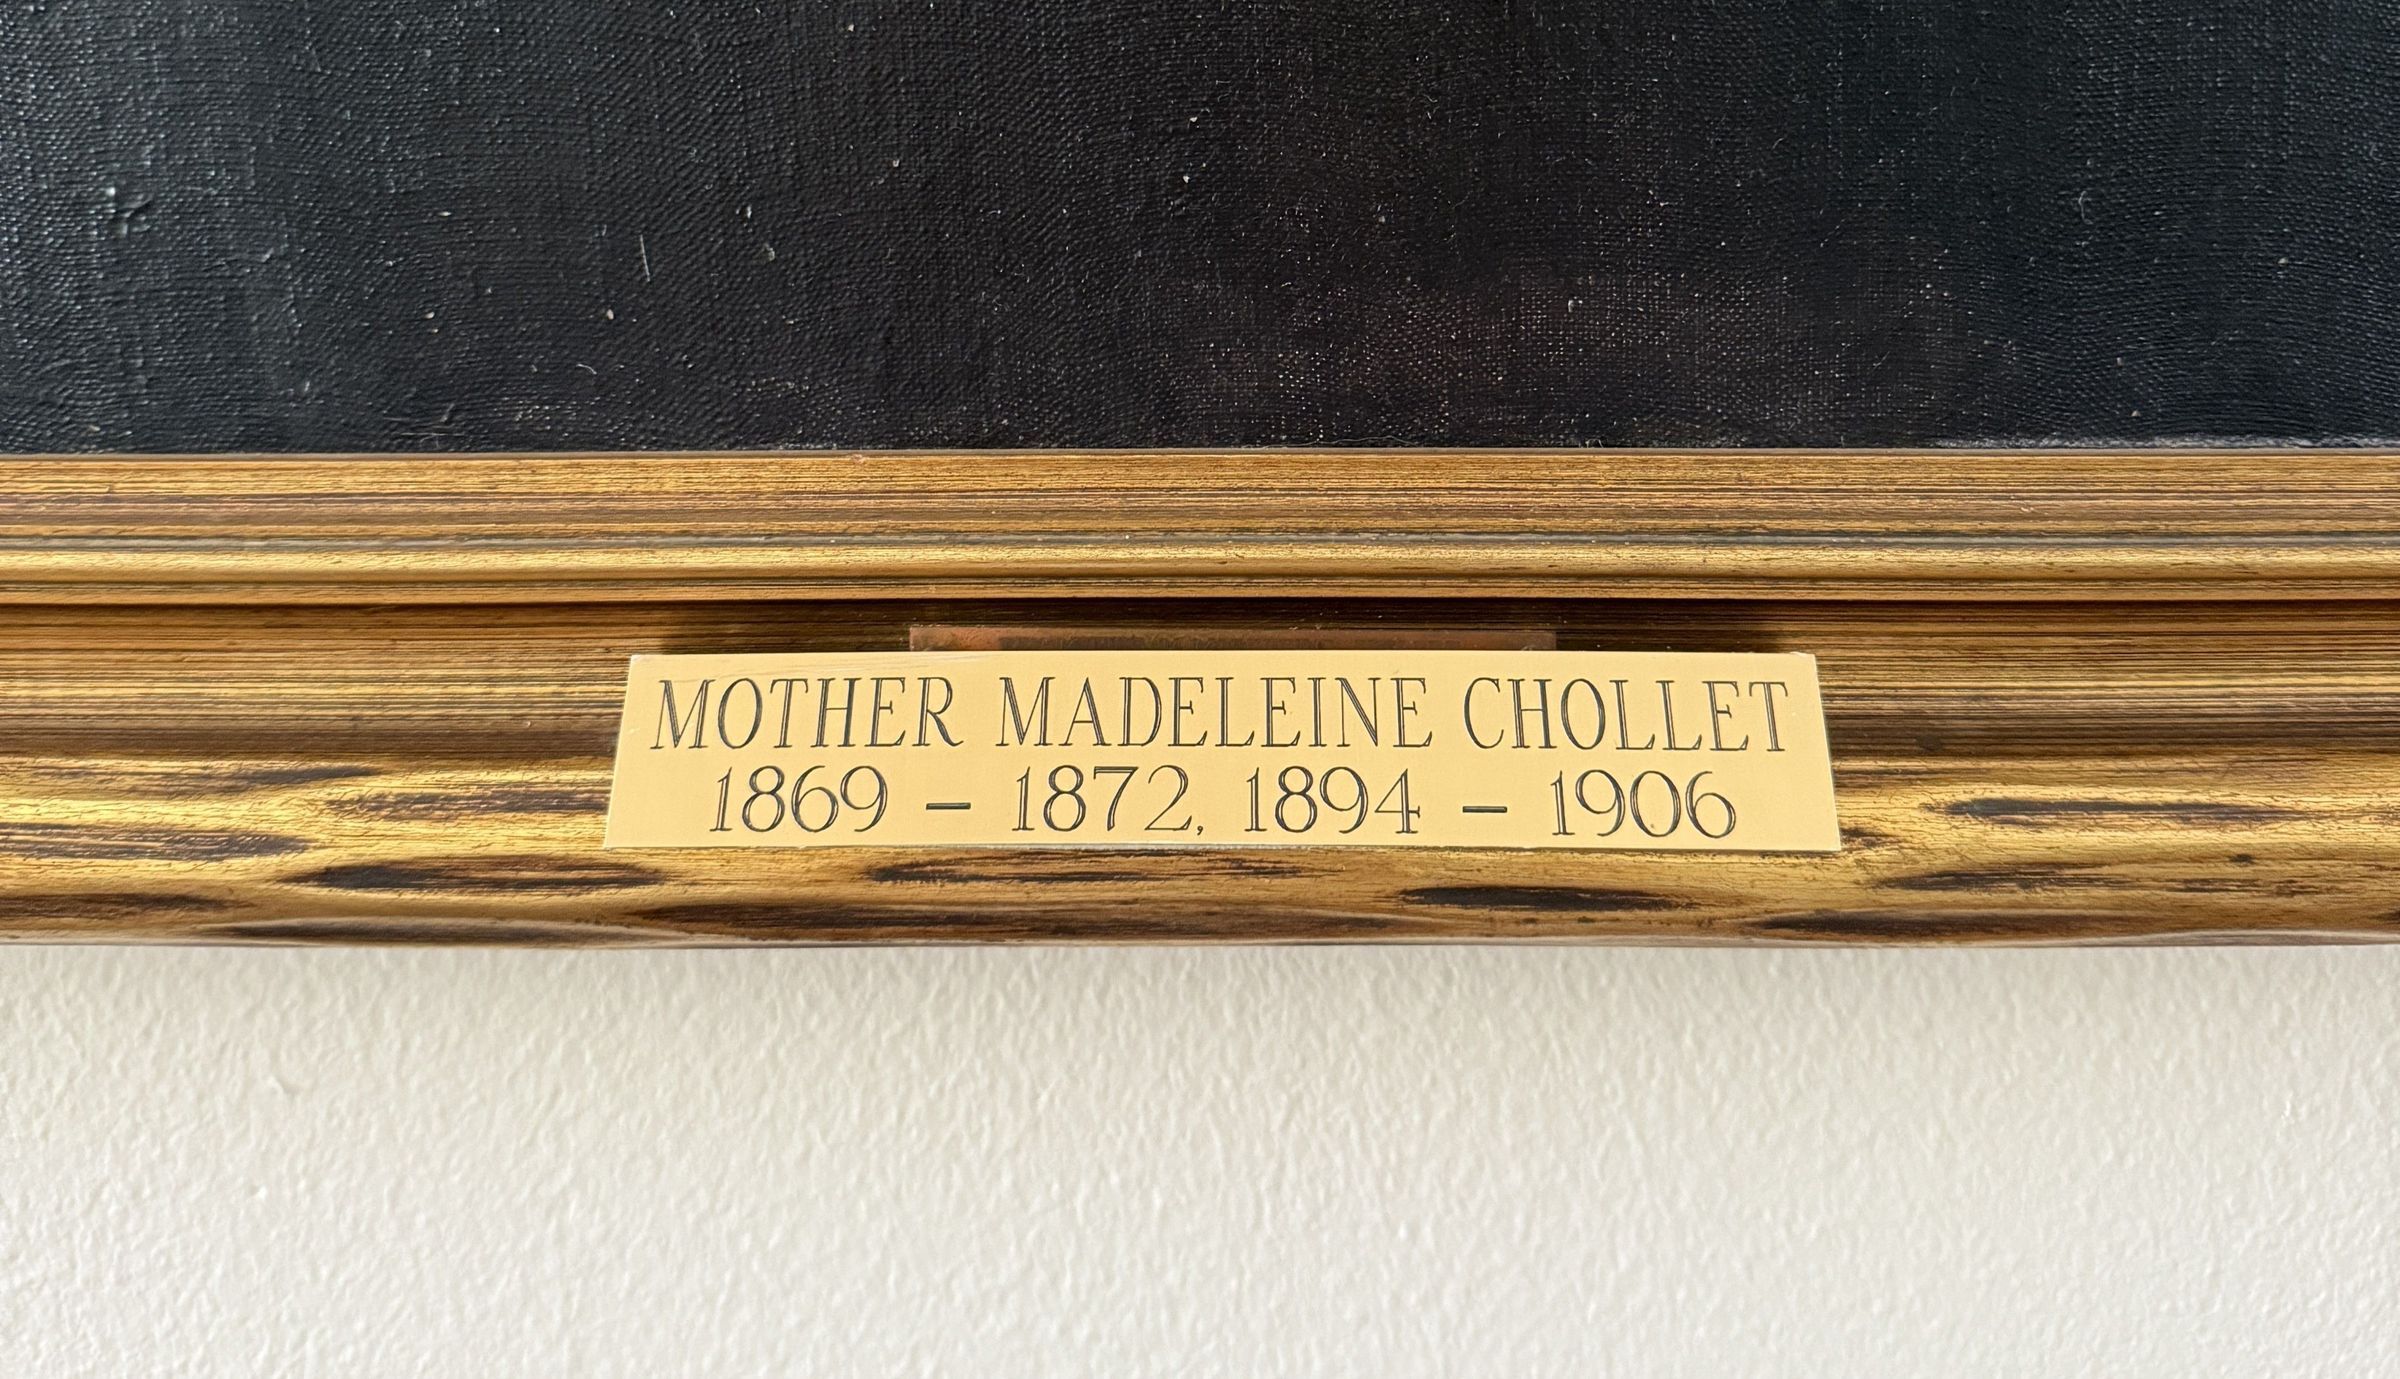 MOTHER MADELEINE CHOLLET
1869 – 1872, 1894 – 1906